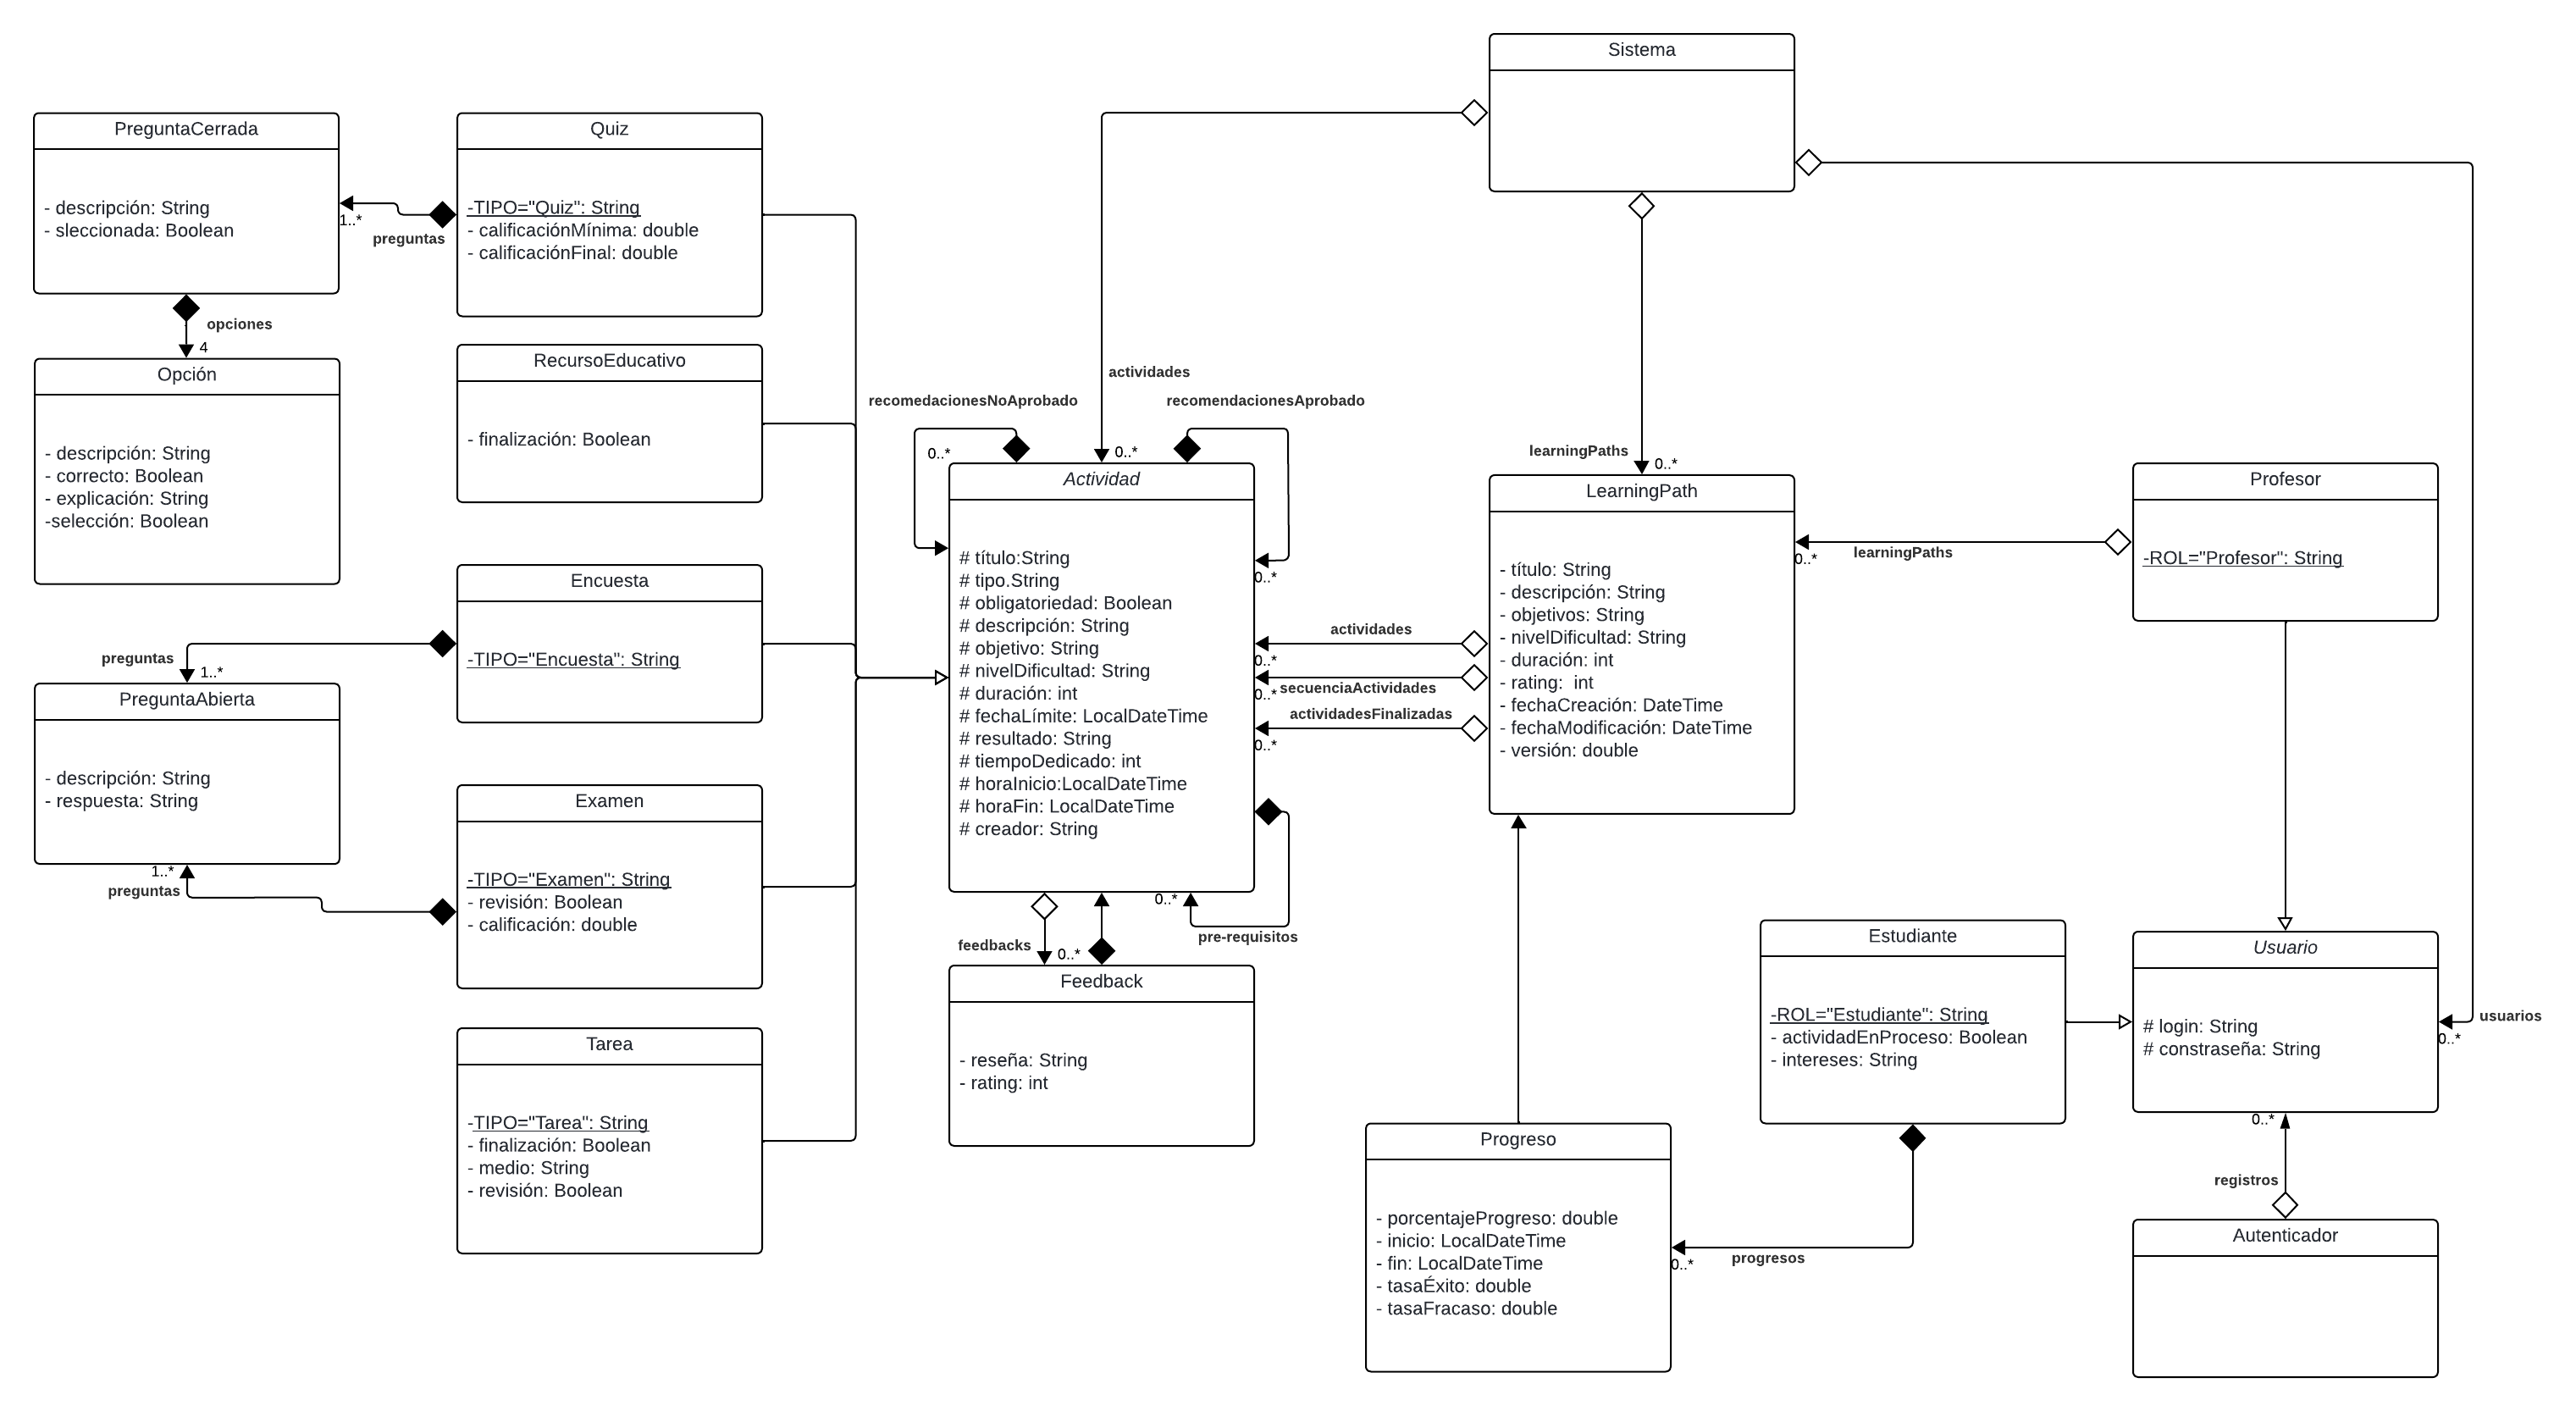 Sistema
PreguntaCerrada
- descripción: String
- sleccionada: Boolean
1..*
preguntas
Quiz
-TIPO="Quiz": String
- calificaciónMínima: double
- calificaciónFinal: double
opciones
4
Opción
- descripción: String
- correcto: Boolean
- explicación: String
-selección: Boolean
RecursoEducativo
- finalización: Boolean
Encuesta
-TIPO="Encuesta": String
preguntas
1..*
PreguntaAbierta
- descripción: String
- respuesta: String
1..*
preguntas
Examen
-TIPO="Examen": String
- revisión: Boolean
- calificación: double
Tarea
-TIPO="Tarea": String
- finalización: Boolean
- medio: String
- revisión: Boolean
actividades
recomedacionesNoAprobado
recomendacionesAprobado
0..*
0..*
Actividad
# título:String
# tipo.String
# obligatoriedad: Boolean
# descripción: String
# objetivo: String
# nivelDificultad: String
# duración: int
# fechaLímite: LocalDateTime
# resultado: String
# tiempoDedicado: int
# horaInicio:LocalDateTime
# horaFin: LocalDateTime
# creador: String
0..*
actividades
0..*
0..*
secuenciaActividades
actividadesFinalizadas
0..*
0..*
pre-requisitos
feedbacks
0..*
Feedback
- reseña: String
- rating: int
learningPaths
0..*
LearningPath
- título: String
- descripción: String
- objetivos: String
- nivelDificultad: String
- duración: int
- rating:  int
- fechaCreación: DateTime
- fechaModificación: DateTime
- versión: double
0..*
learningPaths
Profesor
-ROL="Profesor": String
Estudiante
-ROL="Estudiante": String
- actividadEnProceso: Boolean
- intereses: String
Usuario
# login: String
# constraseña: String
usuarios
0..*
0..*
registros
Autenticador
Progreso
- porcentajeProgreso: double
- inicio: LocalDateTime
- fin: LocalDateTime
- tasaÉxito: double
- tasaFracaso: double
0..*
progresos